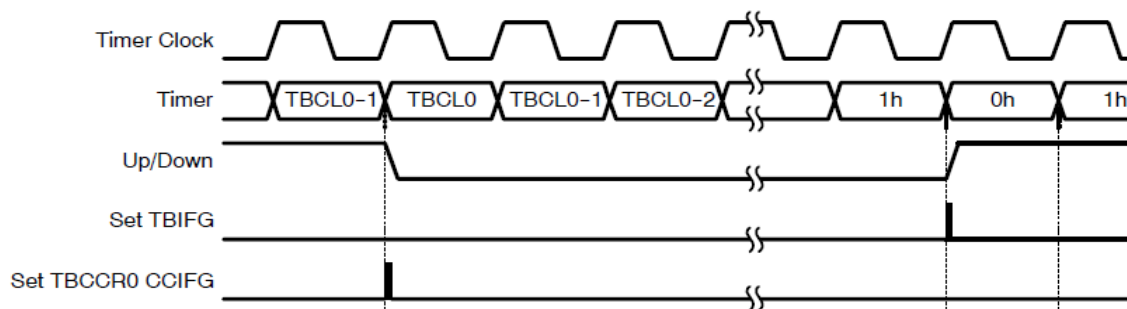 Timer Clock
Timer TBCL0-1 TBCL0 TBCL0-1 TBCL0-2 1h 0h 1h
Up/Down
Set TBIFG
Set TBCCR0 CCIFG